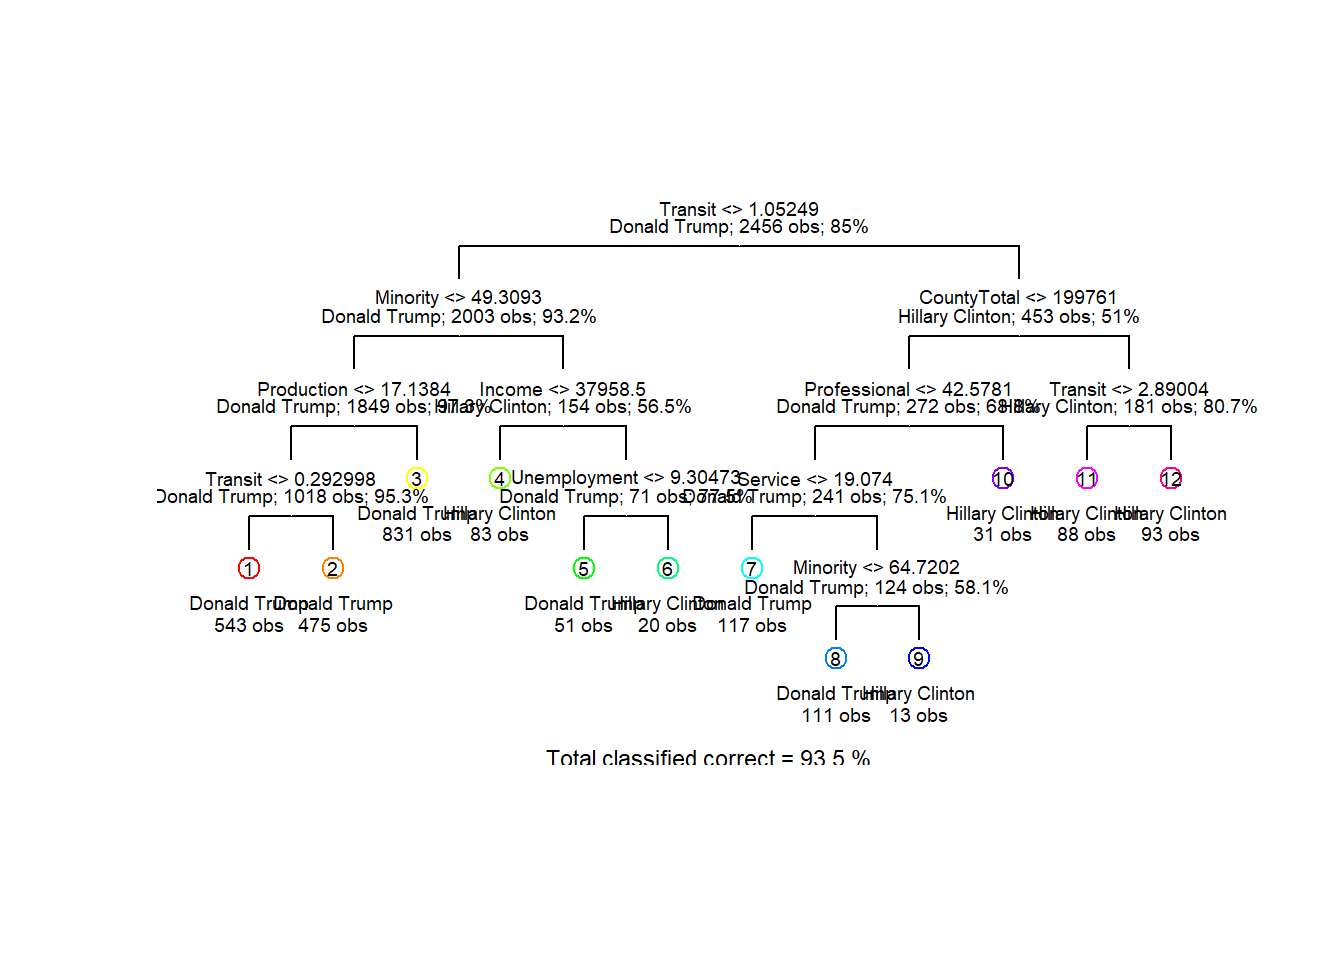 Transit <> 1.05249
Donald Trump; 2456 obs; 85%
Minority <> 49.3093
Donald Trump; 2003 obs; 93.2%
CountyTotal <> 199761
Hillary Clinton; 453 obs; 51%
Production <> 17.1384
Donald Trump; 1849 obs; 97.3%
Income <> 37958.5
Hillary Clinton; 154 obs; 56.5%
Professional <> 42.5781
Donald Trump; 272 obs; 68.8%
Transit <> 2.89004
Hillary Clinton; 181 obs; 80.7%
Transit <> 0.292998
Donald Trump; 1018 obs; 95.3%
3
Donald Trump
831 obs
4
Hillary Clinton
83 obs
Unemployment <> 9.30473
Donald Trump; 71 obs; 77.5%
Service <> 19.074
Donald Trump; 241 obs; 75.1%
10
Hillary Clinton
31 obs
11
Hillary Clinton
88 obs
12
Hillary Clinton
93 obs
1
Donald Trump
543 obs
2
Donald Trump
475 obs
5
Donald Trump
51 obs
6
Hillary Clinton
20 obs
7
Donald Trump
117 obs
Minority <> 64.7202
Donald Trump; 124 obs; 58.1%
8
Donald Trump
111 obs
9
Hillary Clinton
13 obs
Total classified correct = 93.5 %